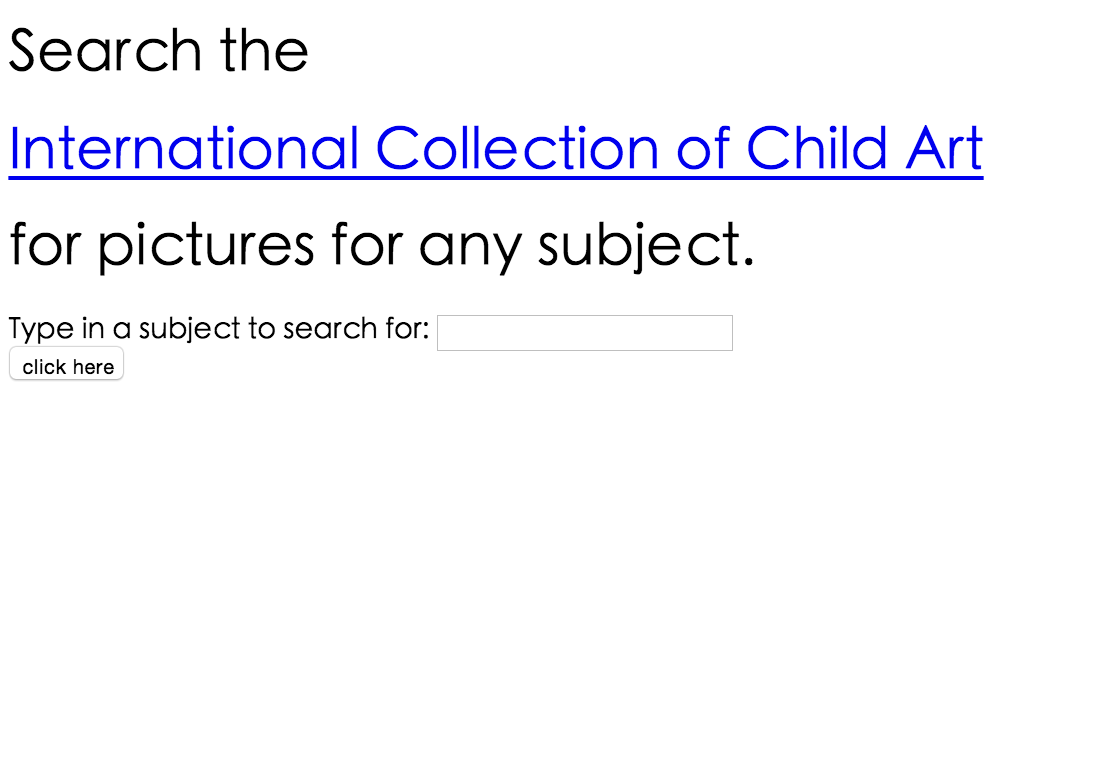 Search the
International Collection of Child Art
for pictures for any subject.
Type in a subject to search for:
click here